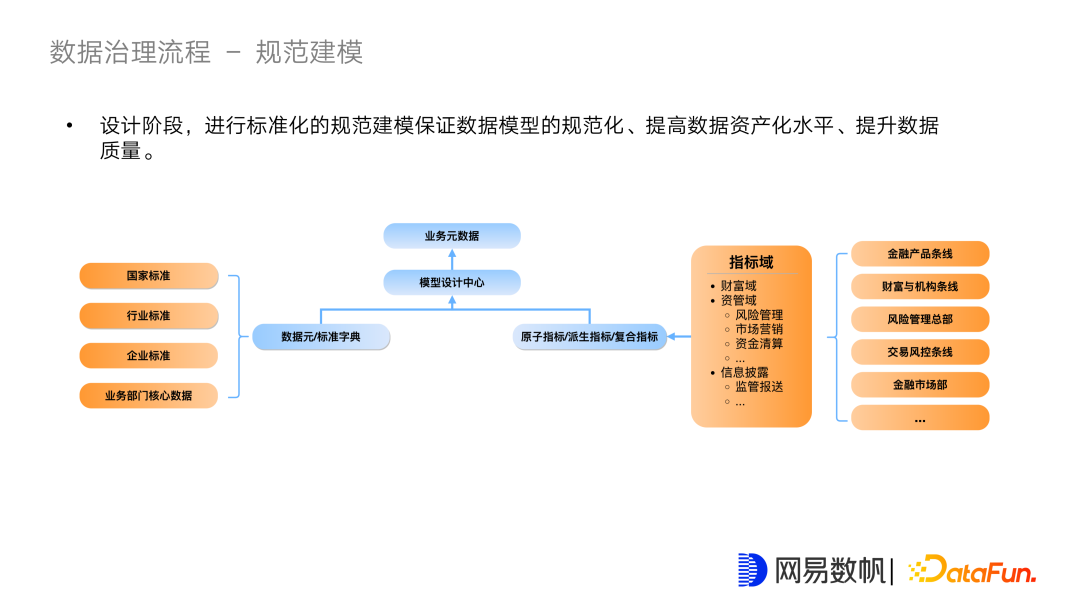 数据治理流程 － 规范建模
• 设计阶段，进行标准化的规范建模保证数据模型的规范化、提高数据资产化水平、提升数据
质量。
业务元数据
模型设计中心
国家标准
行业标准
企业标准
业务部门核心数据
数据元/标准字典
原子指标/派生指标/复合指标
指标域
• 财富域
• 资管域
○ 风险管理
○ 市场营销
○ 资金清算
○ ...
• 信息披露
○ 监管报送
○ ...
金融产品条线
财富与机构条线
风险管理总部
交易风控条线
金融市场部
...
网易数帆
DataFun.